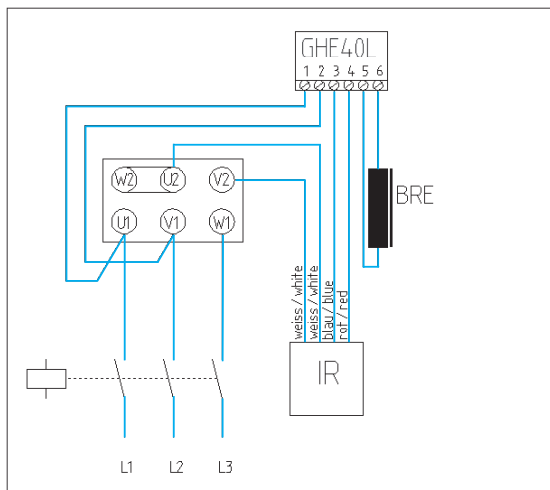 GHE40L
1 2 3 4 5 6
W2 U2 V2
U1 V1 W1
BRE
weiss / white
weiss / white
blau / blue
rot / red
IR
L1 L2 L3